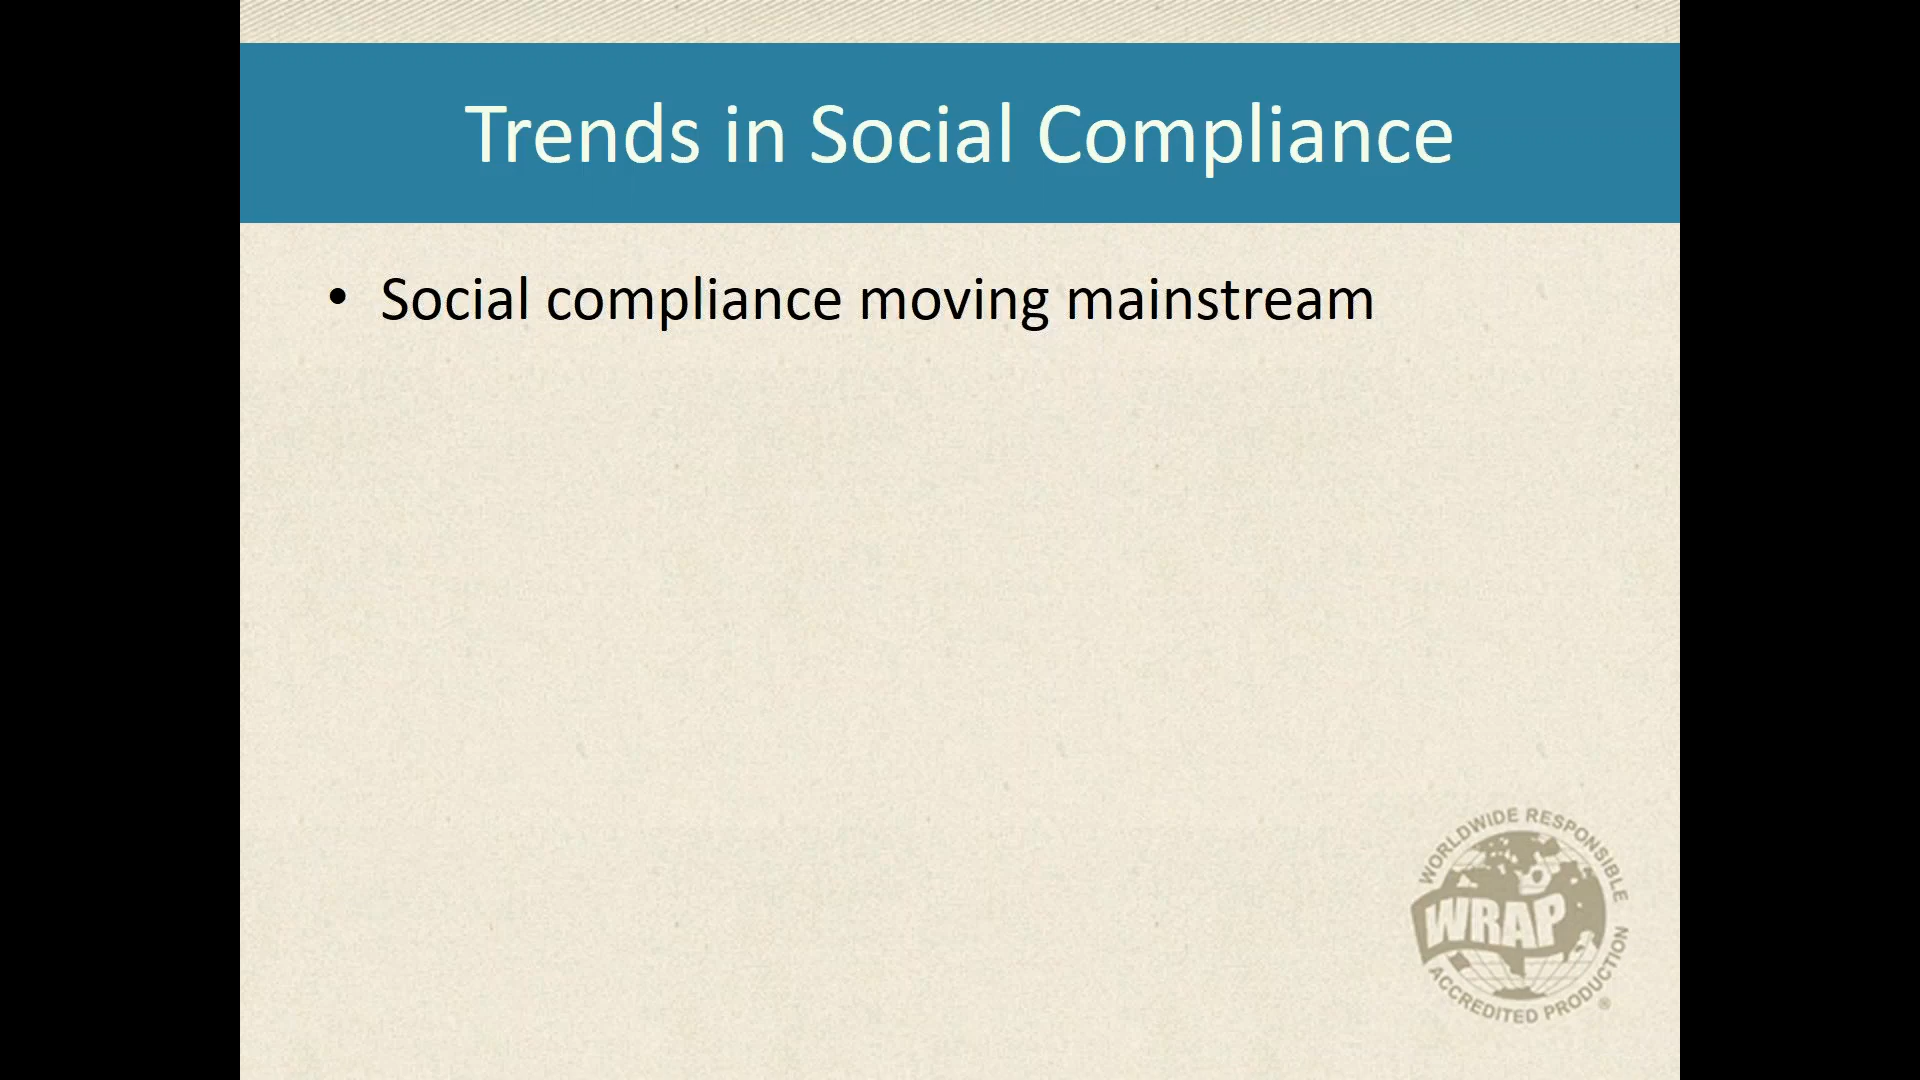 Trends in Social Compliance
• Social compliance moving mainstream
WORLDWIDE RESPONSIBLE
WRAP
ACCREDITED PRODUCTION
®